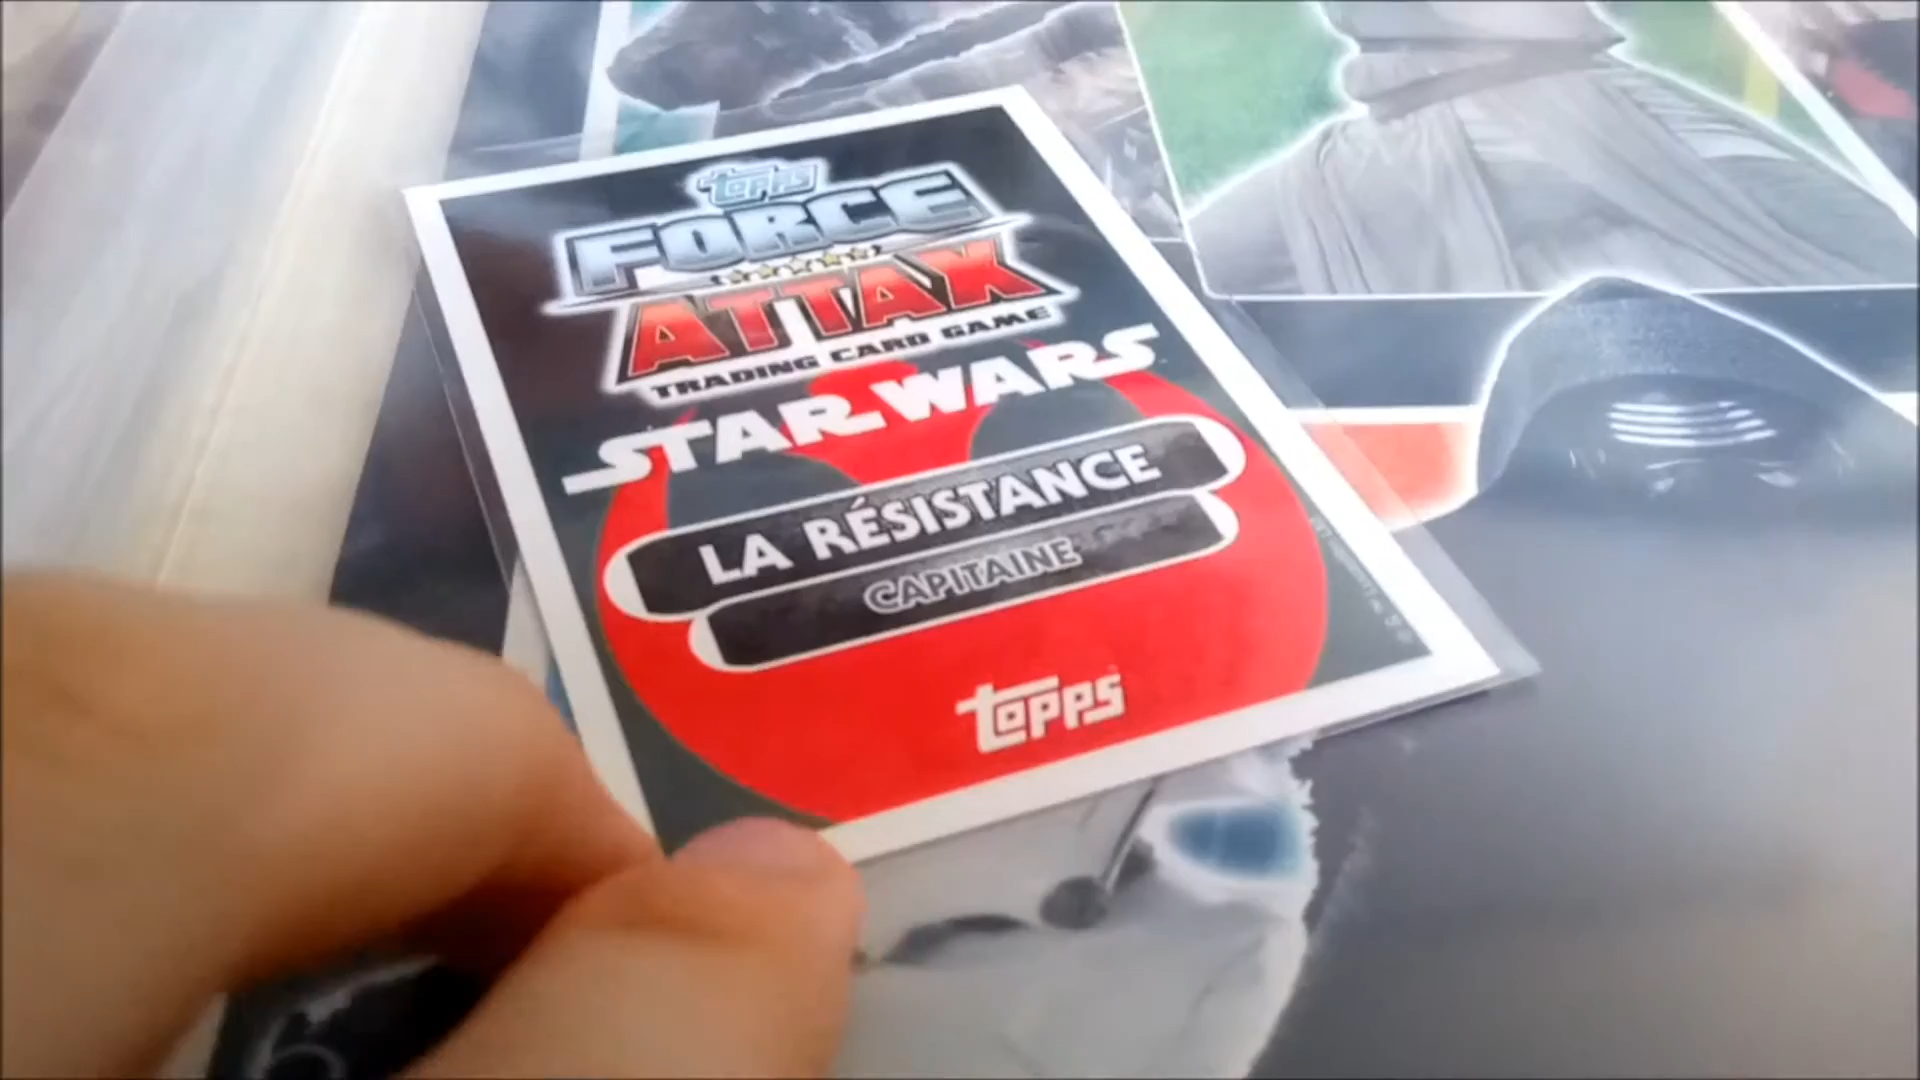 topps
FORCE
ATTAX
TRADING CARD GAME
STAR WARS
LA RÉSISTANCE
CAPITAINE
topps